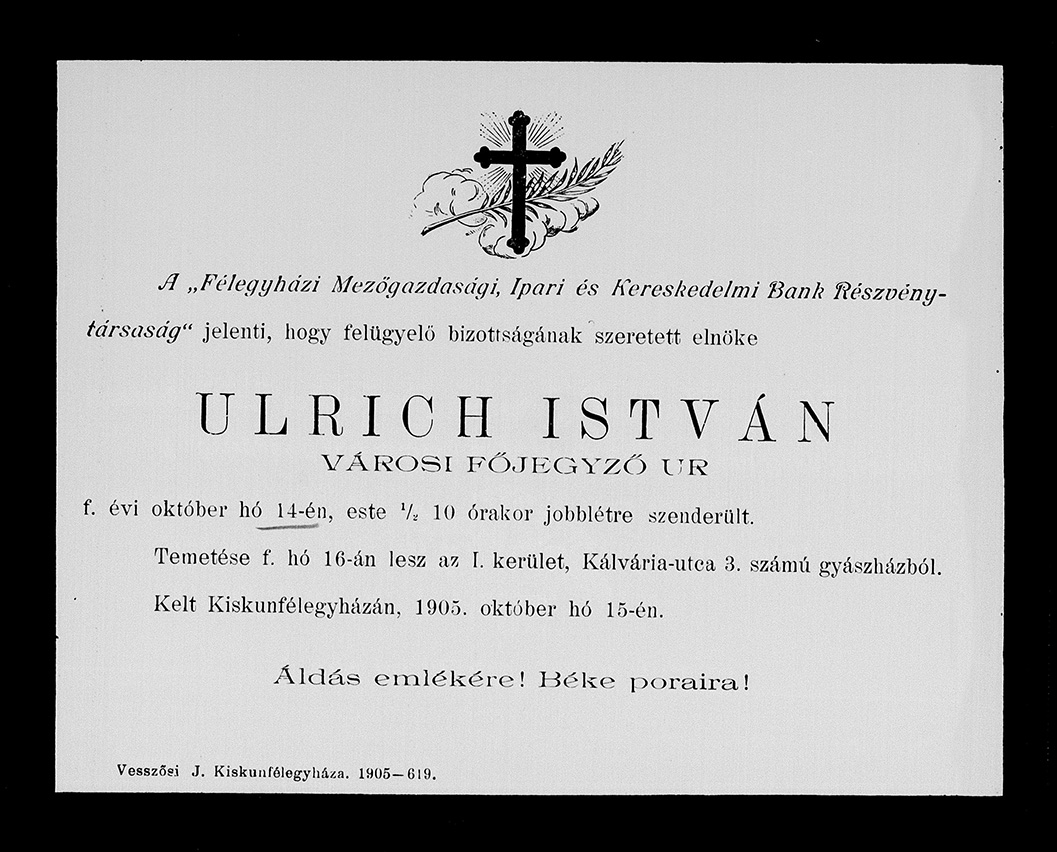 A „Félegyházi Mezőgazdasági, Ipari és Kereskedelmi Bank Részvény-
társaság“ jelenti, hogy felügyelő bizottságának szeretett elnöke
ULRICH ISTVÁN
VÁROSI FŐJEGYZŐ UR
f. évi október hó 14-én, este ½ 10 órakor jobblétre szenderült.
Temetése f. hó 16-án lesz az I. kerület, Kálvária-utca 3. számú gyászházból.
Kelt Kiskunfélegyházán, 1905. október hó 15-én.
Áldás emlékére! Béke poraira!
Vesszősi J. Kiskunfélegyháza. 1905—619.